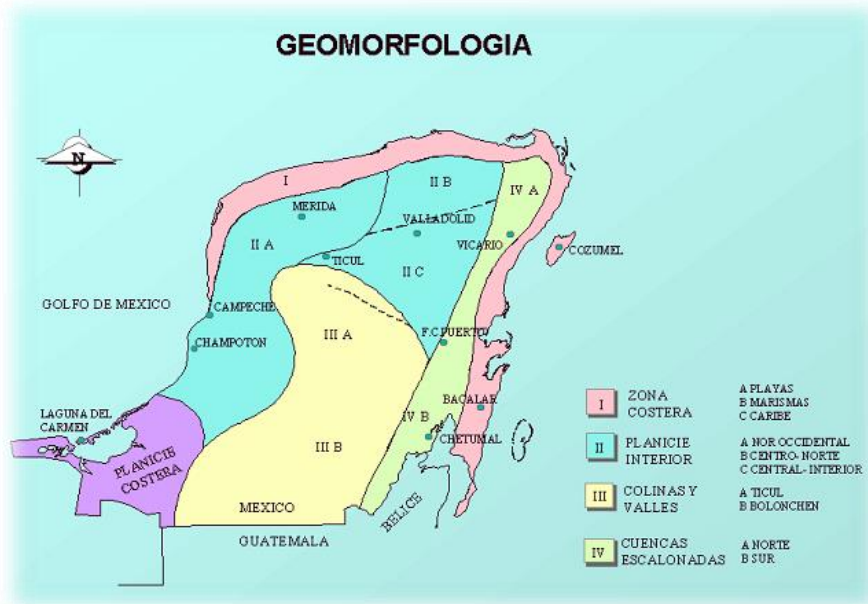 GEOMORFOLOGIA
N
I
II B
IV A
MERIDA
VALLADOLID
II A
VICARIO
COZUMEL
TICUL
II C
GOLFO DE MEXICO
CAMPECHE
III A
F.C.PUERTO
CHAMPOTON
BACALAR
LAGUNA DEL
CARMEN
IV B
CHETUMAL
PLANICIE
COSTERA
III B
MEXICO
BELICE
GUATEMALA
I ZONA
COSTERA
A PLAYAS
B MARISMAS
C CARIBE
II PLANICIE
INTERIOR
A NOR OCCIDENTAL
B CENTRO- NORTE
C CENTRAL- INTERIOR
III COLINAS Y
VALLES
A TICUL
B BOLONCHEN
IV CUENCAS
ESCALONADAS
A NORTE
B SUR